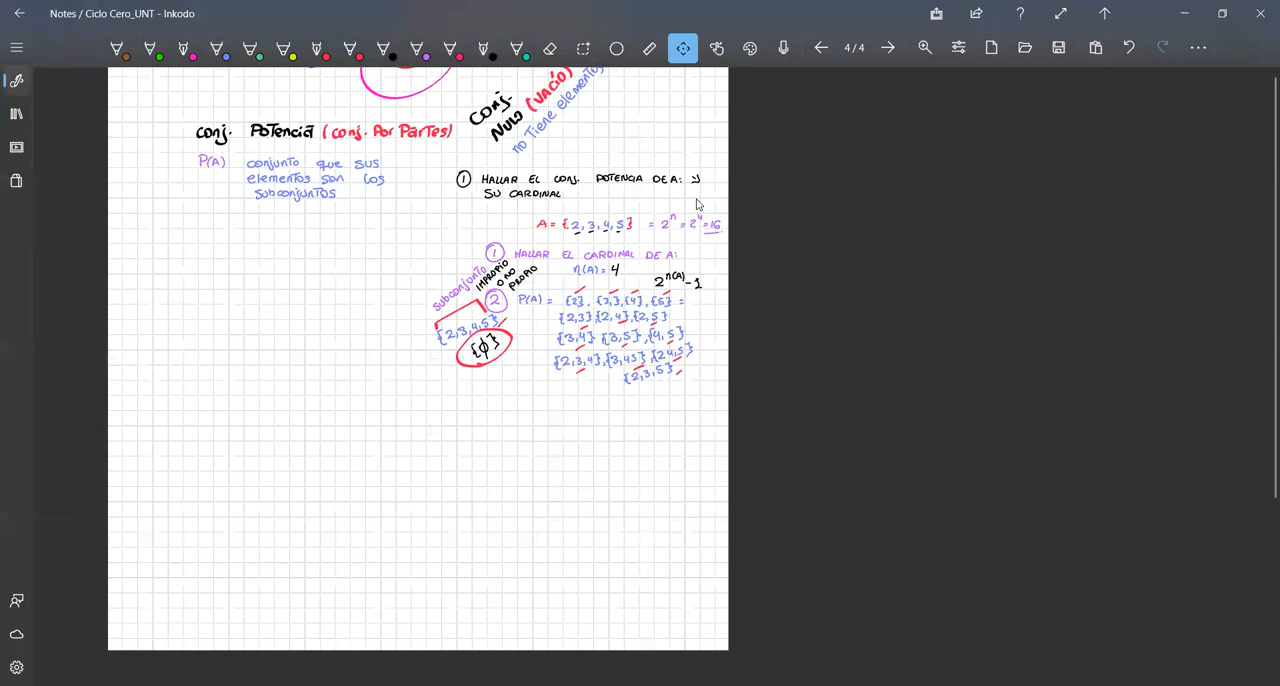 Notes / Ciclo Cero_UNT - Inkodo
4 / 4
conj. Potencia (conj. Por Partes)
P(A) conjunto que sus
elementos son los
subconjuntos
Conj.
Nulo (VACÍO)
no Tiene elementos
① HALLAR EL CONJ. POTENCIA DE A: y
SU CARDINAL
A = { 2, 3, 4, 5 } = 2ⁿ = 2⁴ = 16
① HALLAR EL CARDINAL DE A:
n(A) = 4
2ⁿ⁽ᴬ⁾ - 1
subconjunto
IMPROPIO
O NO
PROPIO
② P(A) = {2}, {3}, {4}, {5} =
{2,3} {2,4}, {2,5}
{3,4} {3,5}, {4,5}
{2,3,4}, {3,4,5}, {2,4,5}
{2,3,5}
{2,3,4,5}
{ϕ}